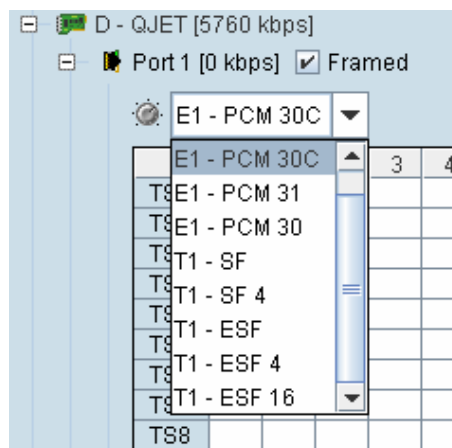 D - QJET [5760 kbps]
Port 1 [0 kbps] Framed
E1 - PCM 30C
E1 - PCM 30C 3 4
E1 - PCM 31
E1 - PCM 30
T1 - SF
T1 - SF 4
T1 - ESF
T1 - ESF 4
T1 - ESF 16
TS8